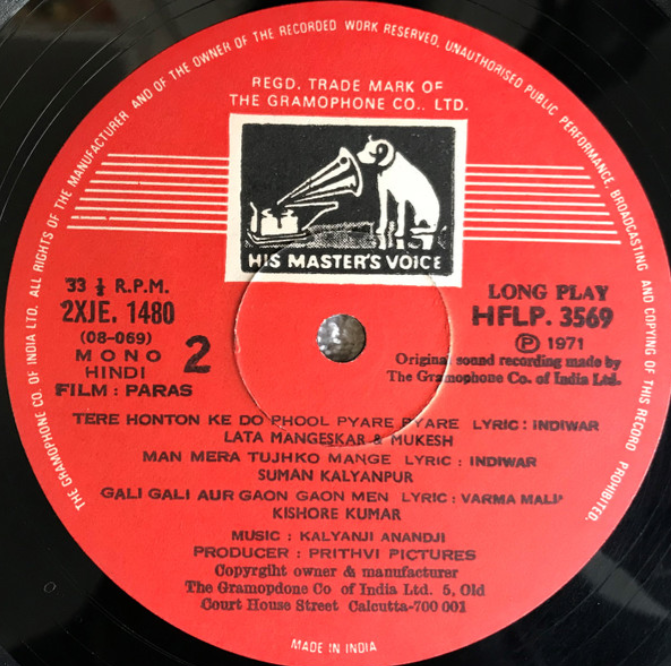 THE GRAMOPHONE CO. OF INDIA LTD. ALL RIGHTS OF THE MANUFACTURER AND OF THE OWNER OF THE RECORDED WORK RESERVED, UNAUTHORISED PUBLIC PERFORMANCE, BROADCASTING AND COPYING OF THIS RECORD PROHIBITED.
REGD. TRADE MARK OF
THE GRAMOPHONE CO., LTD.
HIS MASTER'S VOICE
33 ⅓ R.P.M.
2XJE. 1480
(08-069)
MONO
HINDI
2
FILM : PARAS
LONG PLAY
HFLP. 3569
Ⓟ 1971
Original sound recording made by
The Gramophone Co. of India Ltd.
TERE HONTON KE DO PHOOL PYARE PYARE LYRIC : INDIWAR
LATA MANGESKAR & MUKESH
MAN MERA TUJHKO MANGE LYRIC : INDIWAR
SUMAN KALYANPUR
GALI GALI AUR GAON GAON MEN LYRIC : VARMA MALIK
KISHORE KUMAR
MUSIC : KALYANJI ANANDJI
PRODUCER : PRITHVI PICTURES
Copyrgiht owner & manufacturer
The Gramopdone Co of India Ltd. 5, Old
Court House Street Calcutta-700 001
MADE IN INDIA